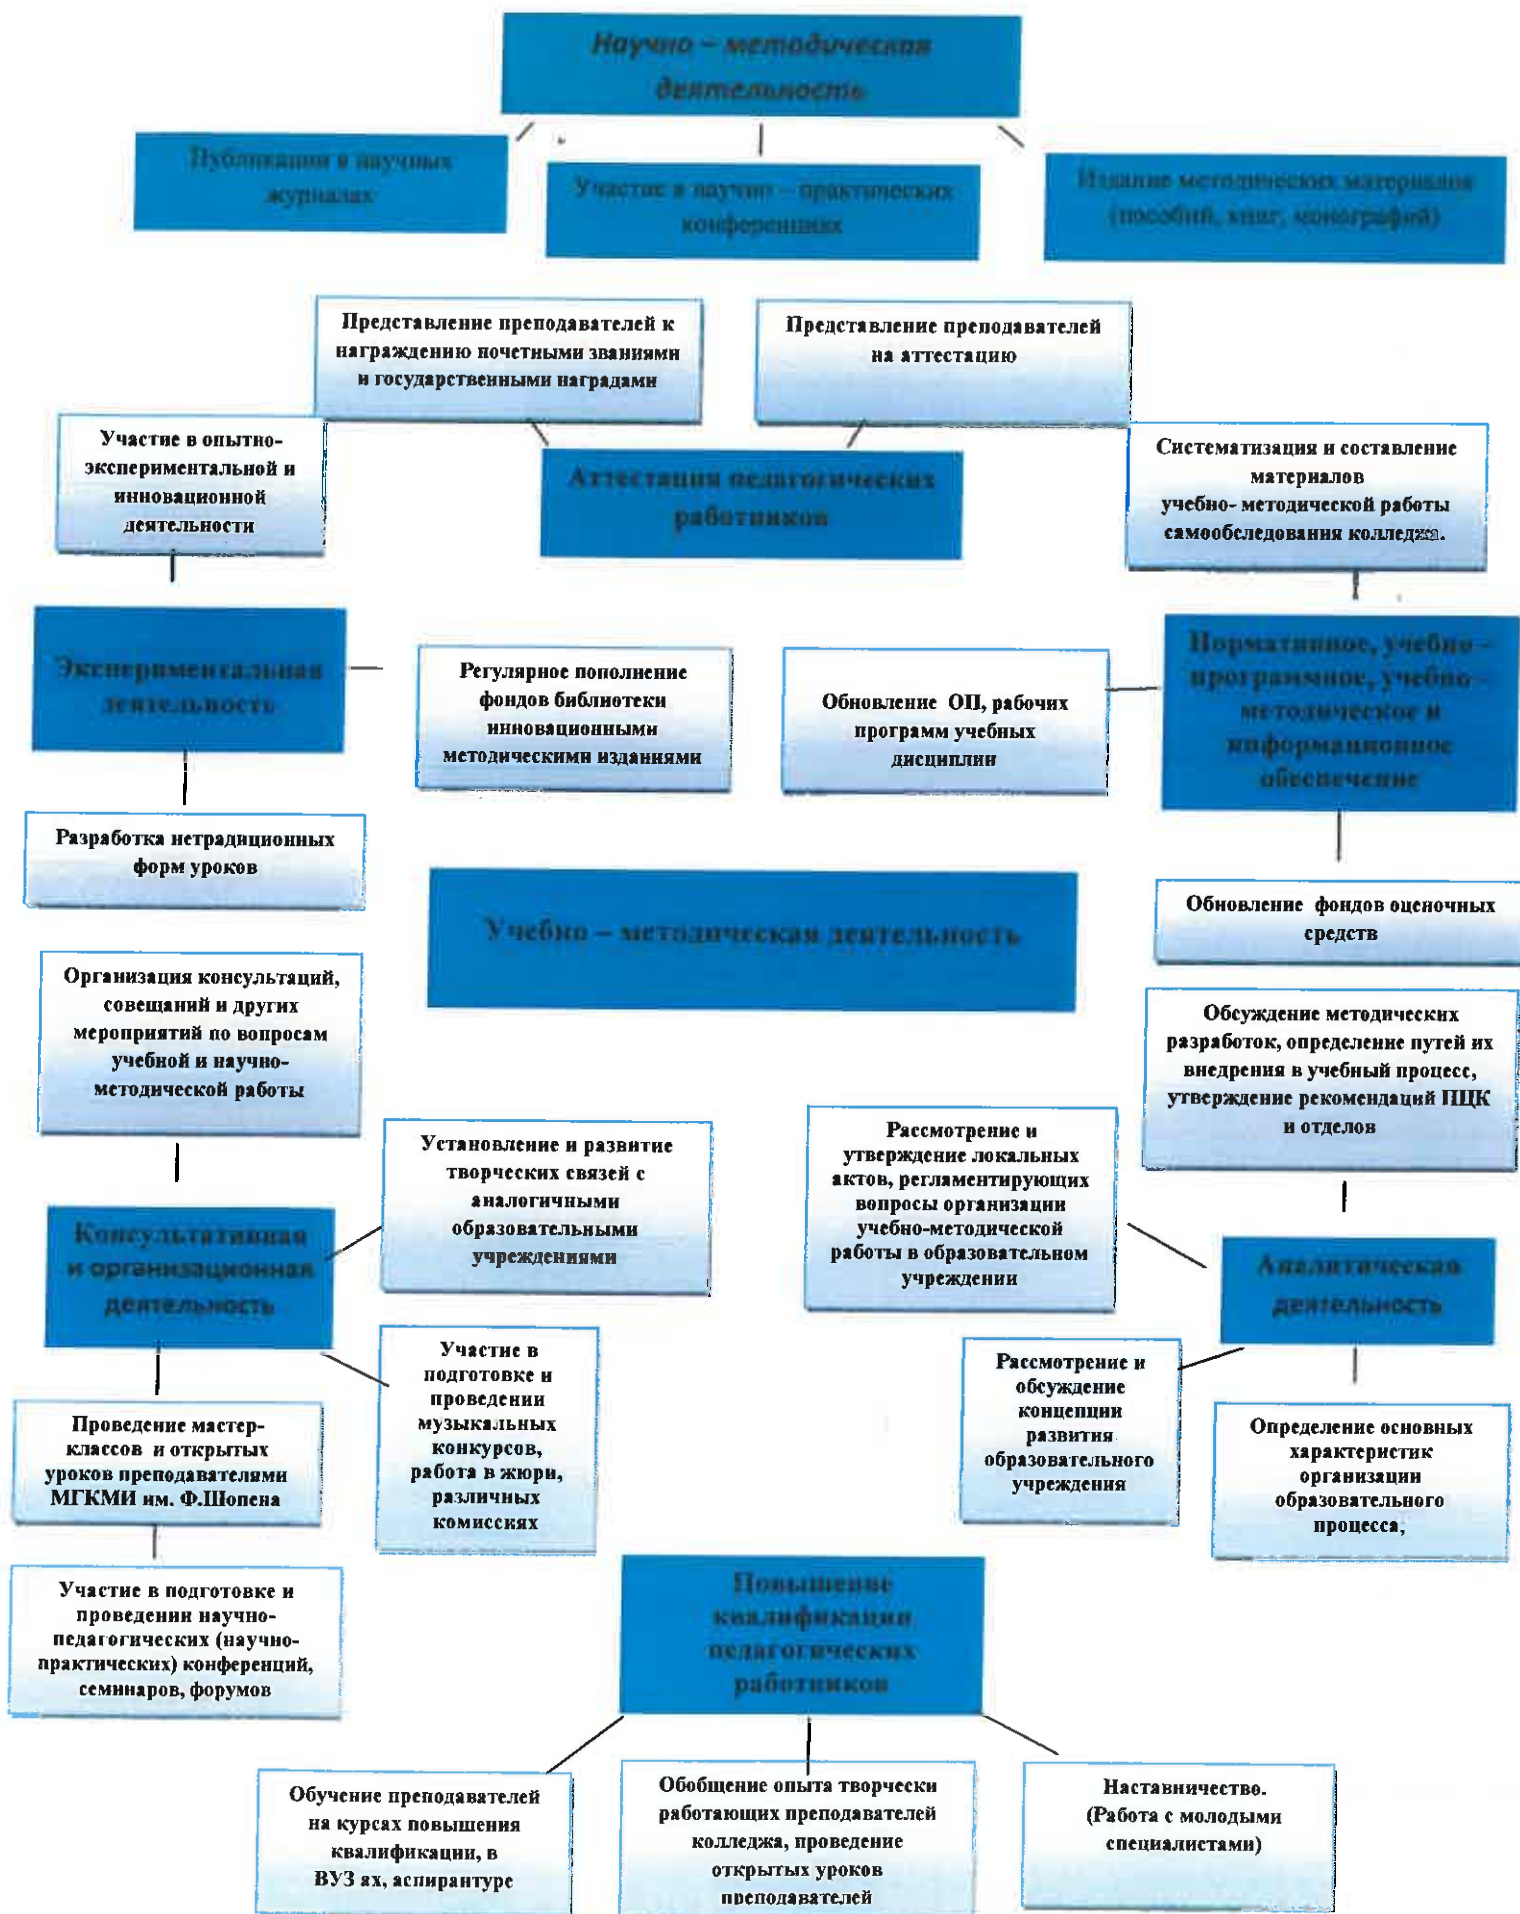 Научно – методическая
деятельность
Публикации в научных
журналах
Участие в научно – практических
конференциях
Издание методических материалов
(пособий, книг, монографий)
Представление преподавателей к
награждению почетными званиями
и государственными наградами
Представление преподавателей
на аттестацию
Участие в опытно-
экспериментальной и
инновационной
деятельности
Аттестация педагогических
работников
Систематизация и составление
материалов
учебно- методической работы
самообследования колледжа.
Экспериментальная
деятельность
Регулярное пополнение
фондов библиотеки
инновационными
методическими изданиями
Обновление ОП, рабочих
программ учебных
дисциплин
Нормативное, учебно –
программное, учебно –
методическое и
информационное
обеспечение
Разработка нетрадиционных
форм уроков
Учебно – методическая деятельность
Обновление фондов оценочных
средств
Организация консультаций,
совещаний и других
мероприятий по вопросам
учебной и научно-
методической работы
Обсуждение методических
разработок, определение путей их
внедрения в учебный процесс,
утверждение рекомендаций ПЦК
и отделов
Установление и развитие
творческих связей с
аналогичными
образовательными
учреждениями
Рассмотрение и
утверждение локальных
актов, регламентирующих
вопросы организации
учебно-методической
работы в образовательном
учреждении
Консультативная
и организационная
деятельность
Аналитическая
деятельность
Участие в
подготовке и
проведении
музыкальных
конкурсов,
работа в жюри,
различных
комиссиях
Рассмотрение и
обсуждение
концепции
развития
образовательного
учреждения
Проведение мастер-
классов и открытых
уроков преподавателями
МГКМИ им. Ф.Шопена
Определение основных
характеристик
организации
образовательного
процесса,
Участие в подготовке и
проведении научно-
педагогических (научно-
практических) конференций,
семинаров, форумов
Повышение
квалификации
педагогических
работников
Обучение преподавателей
на курсах повышения
квалификации, в
ВУЗ ах, аспирантуре
Обобщение опыта творчески
работающих преподавателей
колледжа, проведение
открытых уроков
преподавателей
Наставничество.
(Работа с молодыми
специалистами)